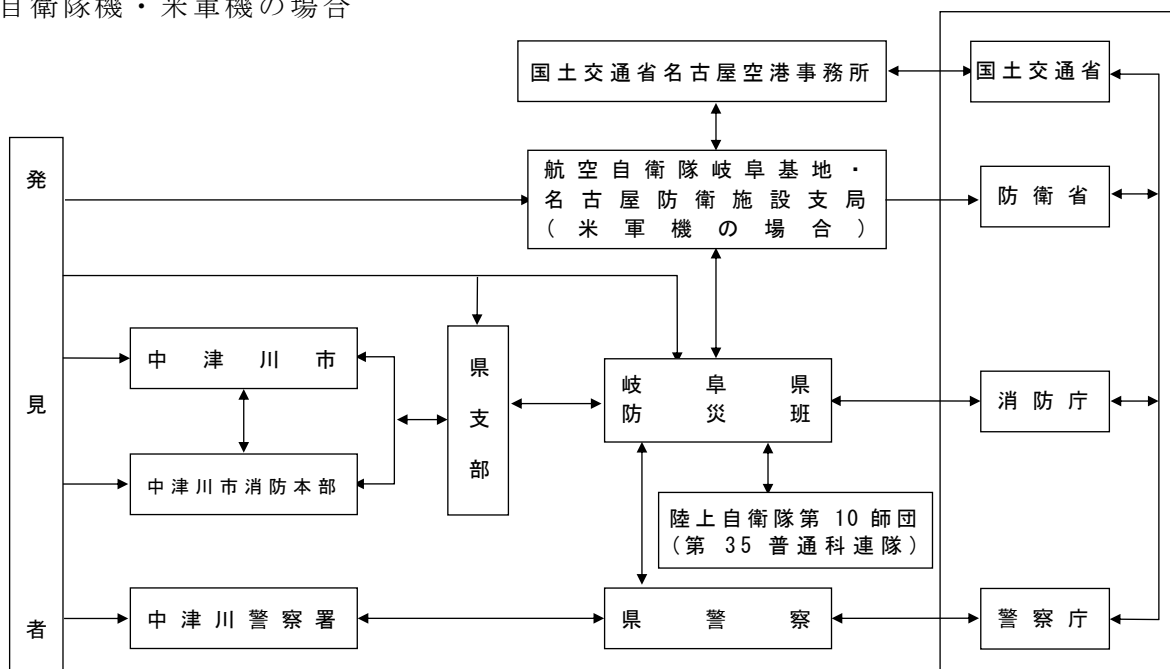 自衛隊機・米軍機の場合
国土交通省名古屋空港事務所
国土交通省
発見者
航空自衛隊岐阜基地・
名古屋防衛施設支局
(米軍機の場合)
防衛省
中津川市
県支部
岐阜県
防災班
消防庁
中津川市消防本部
陸上自衛隊第 10 師団
(第 35 普通科連隊)
中津川警察署
県警察
警察庁